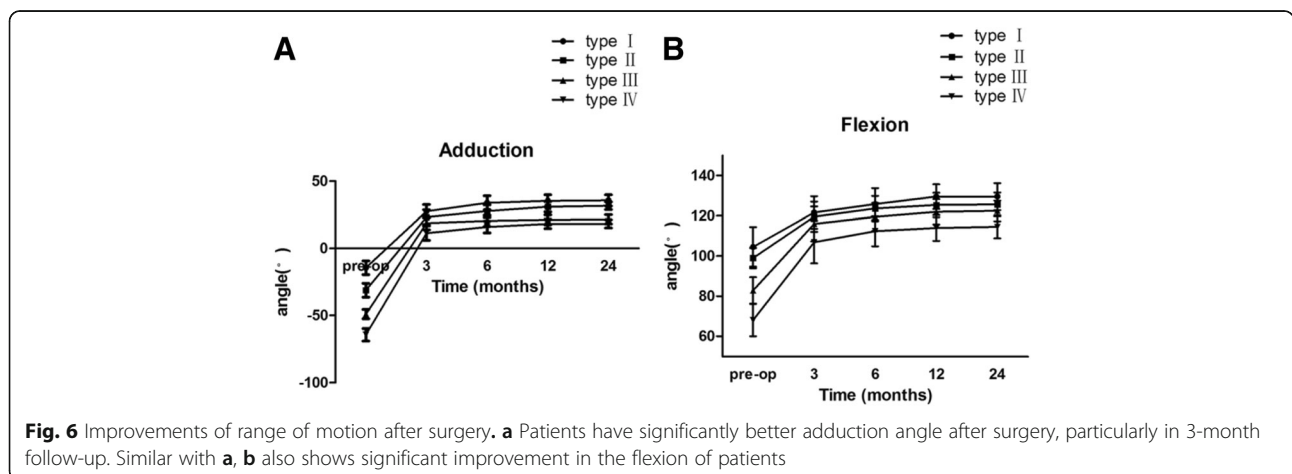 A
type Ⅰ
type Ⅱ
type Ⅲ
type Ⅳ
Adduction
50
0
-50
-100
angle(°)
pre-op
3
6
12
24
Time (months)
B
type Ⅰ
type Ⅱ
type Ⅲ
type Ⅳ
Flexion
140
120
100
80
60
angle(°)
pre-op
3
6
12
24
Time (months)
Fig. 6 Improvements of range of motion after surgery. a Patients have significantly better adduction angle after surgery, particularly in 3-month
follow-up. Similar with a, b also shows significant improvement in the flexion of patients